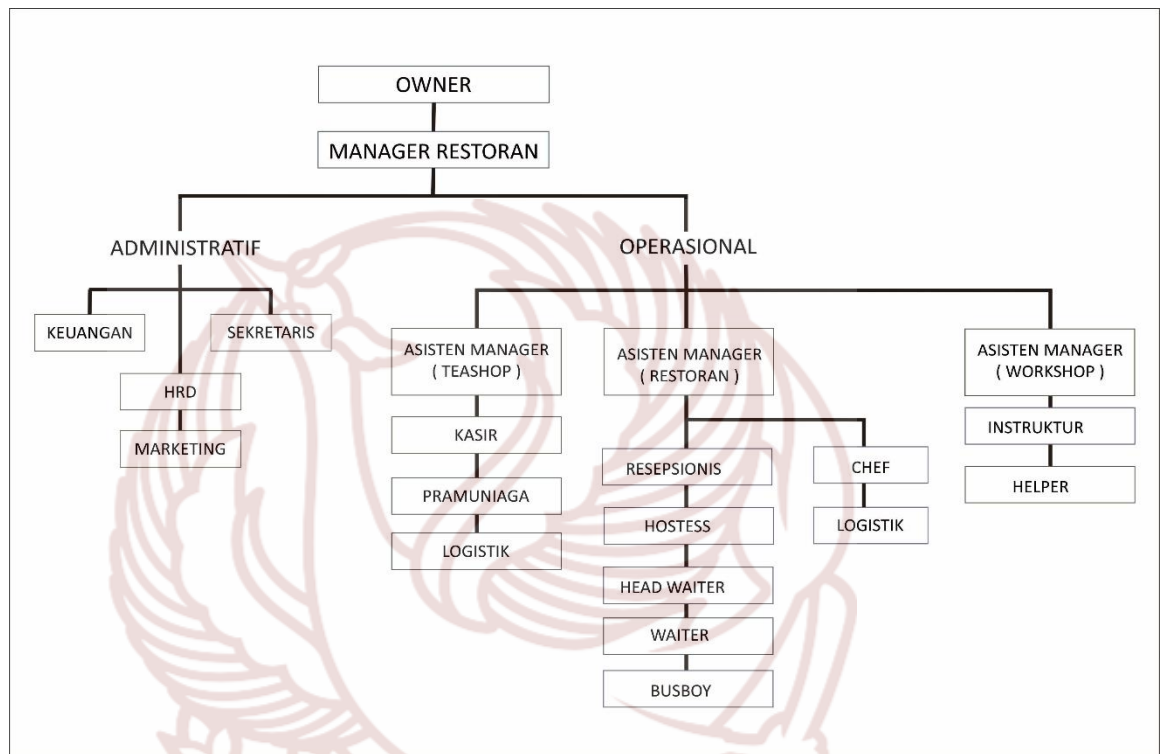 OWNER
MANAGER RESTORAN
ADMINISTRATIF
OPERASIONAL
KEUANGAN
SEKRETARIS
HRD
MARKETING
ASISTEN MANAGER
( TEASHOP )
KASIR
PRAMUNIAGA
LOGISTIK
ASISTEN MANAGER
( RESTORAN )
RESEPSIONIS
HOSTESS
HEAD WAITER
WAITER
BUSBOY
CHEF
LOGISTIK
ASISTEN MANAGER
( WORKSHOP )
INSTRUKTUR
HELPER